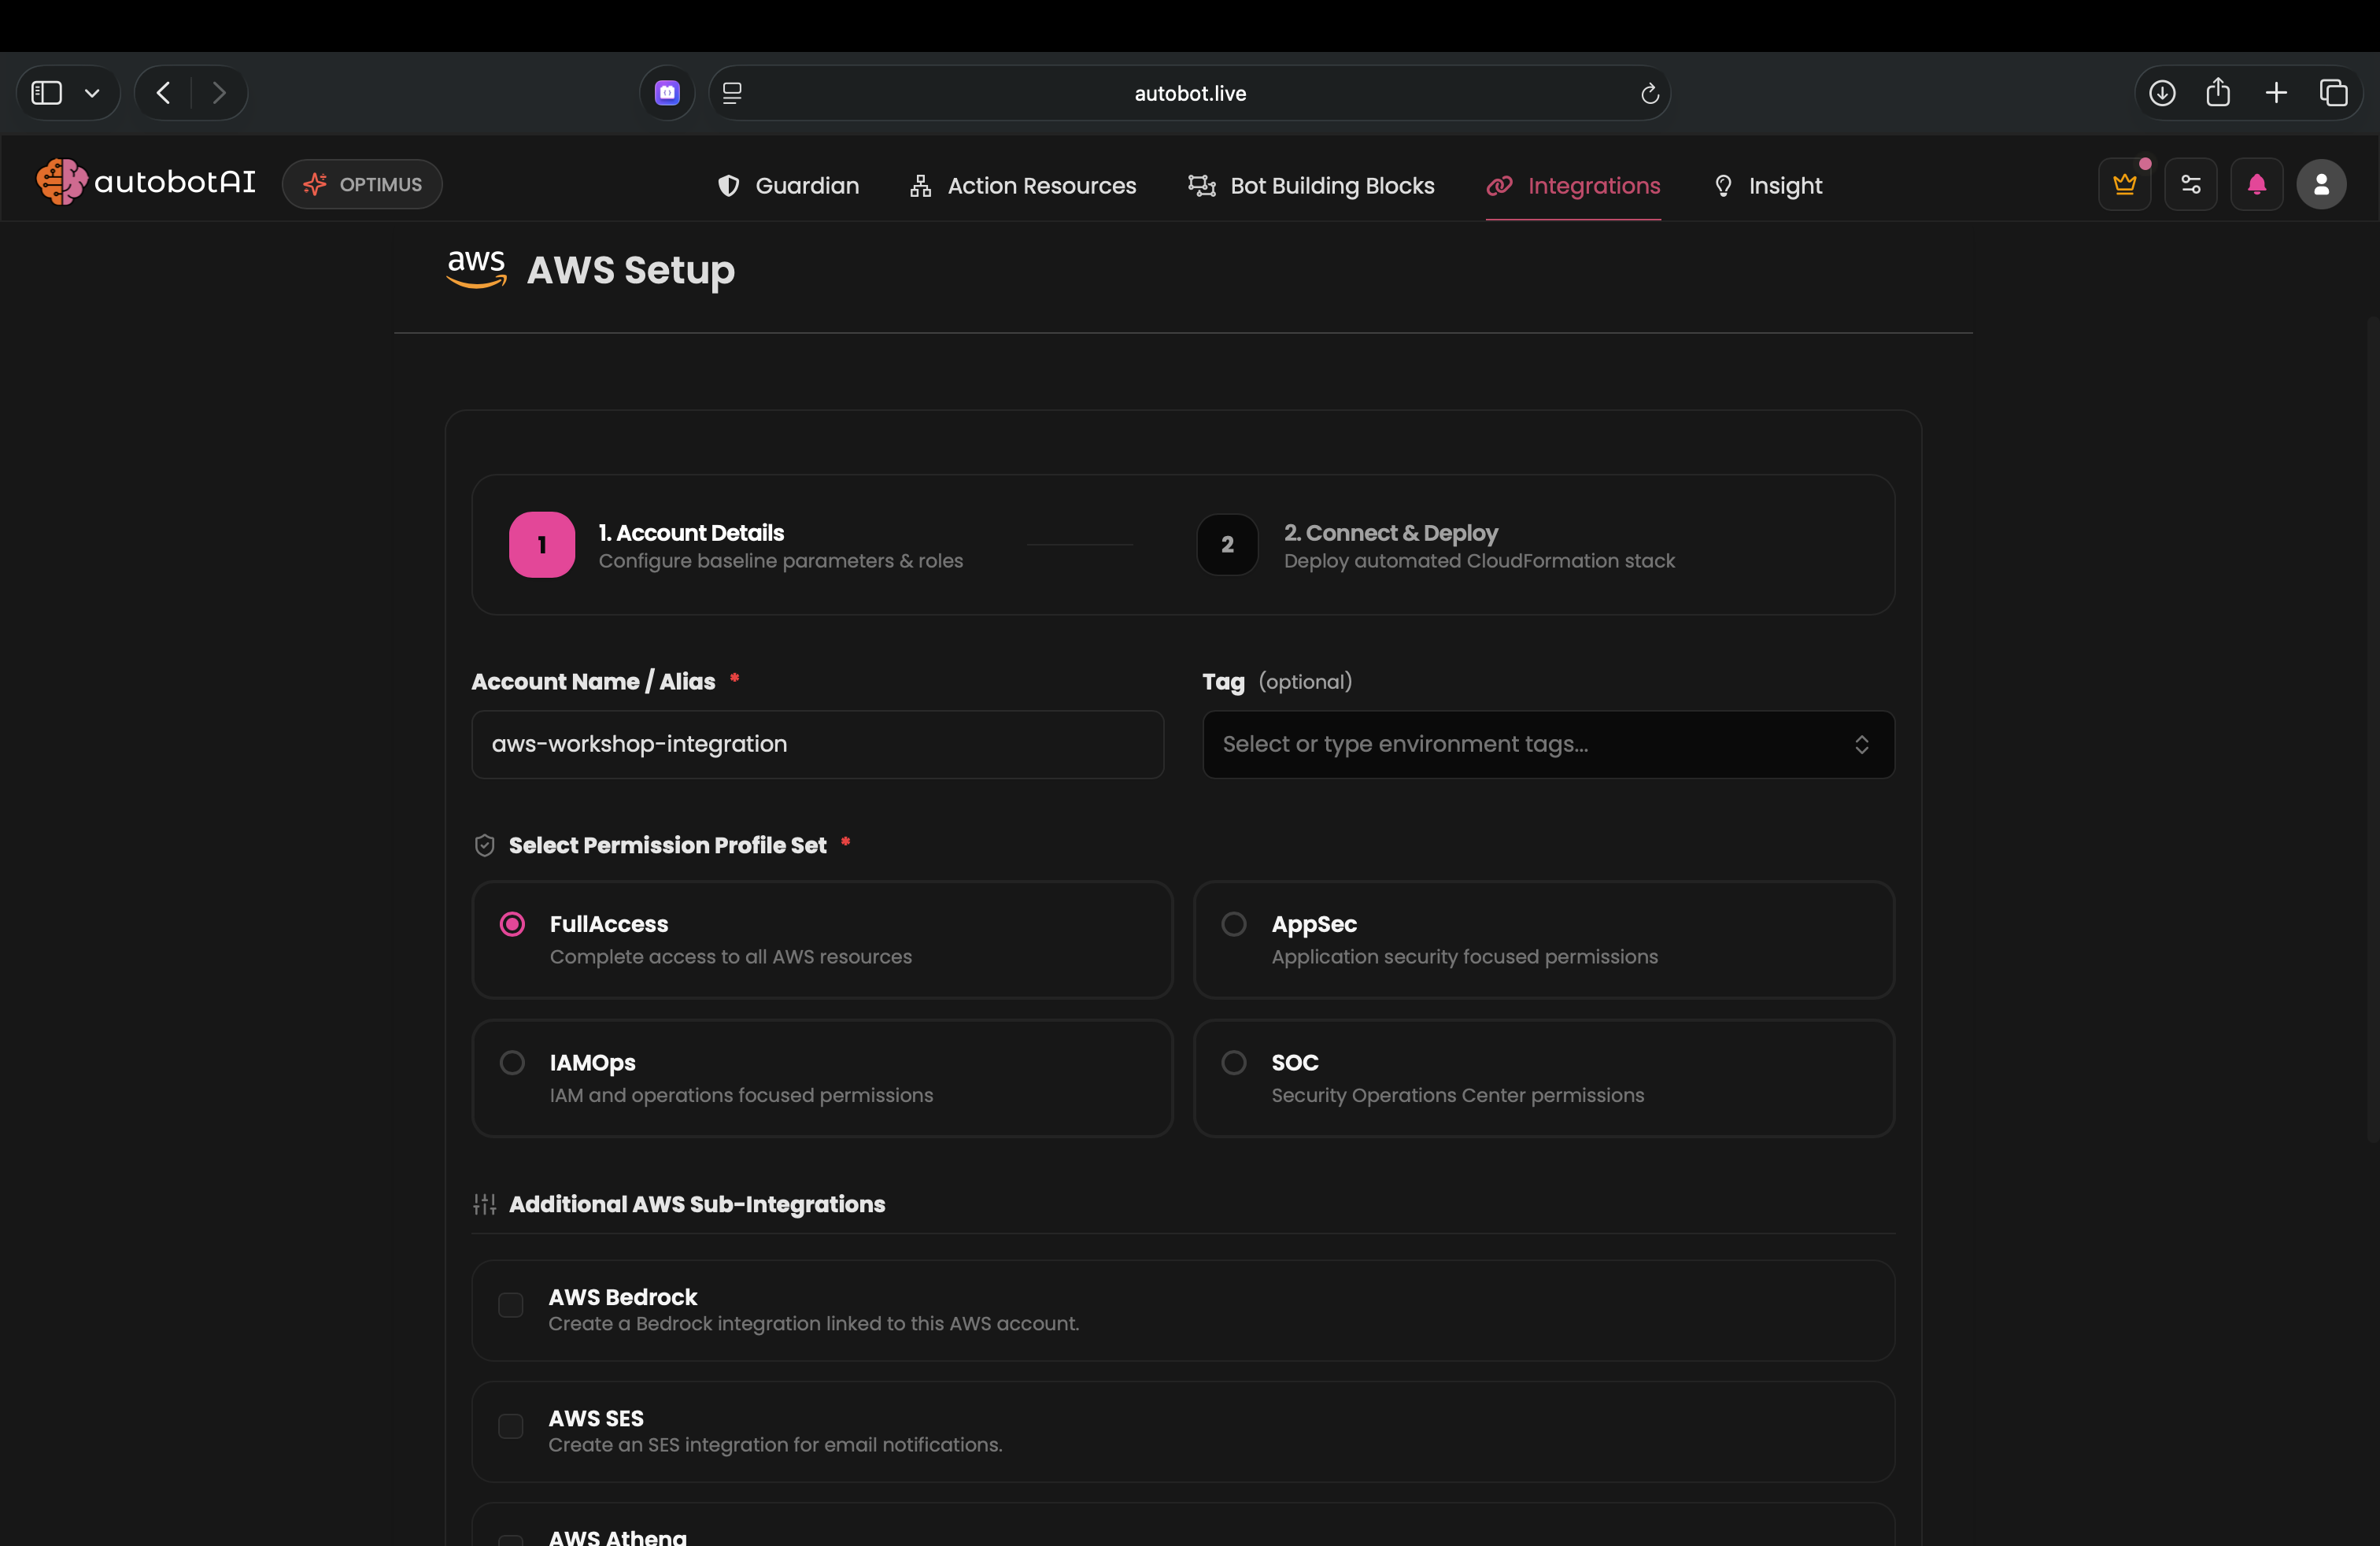 autobot.live
autobotAI
OPTIMUS
Guardian
Action Resources
Bot Building Blocks
Integrations
Insight
aws
AWS Setup
1
1. Account Details
Configure baseline parameters & roles
2
2. Connect & Deploy
Deploy automated CloudFormation stack
Account Name / Alias *
aws-workshop-integration
Tag (optional)
Select or type environment tags...
Select Permission Profile Set *
FullAccess
Complete access to all AWS resources
AppSec
Application security focused permissions
IAMOps
IAM and operations focused permissions
SOC
Security Operations Center permissions
Additional AWS Sub-Integrations
AWS Bedrock
Create a Bedrock integration linked to this AWS account.
AWS SES
Create an SES integration for email notifications.
AWS Athena